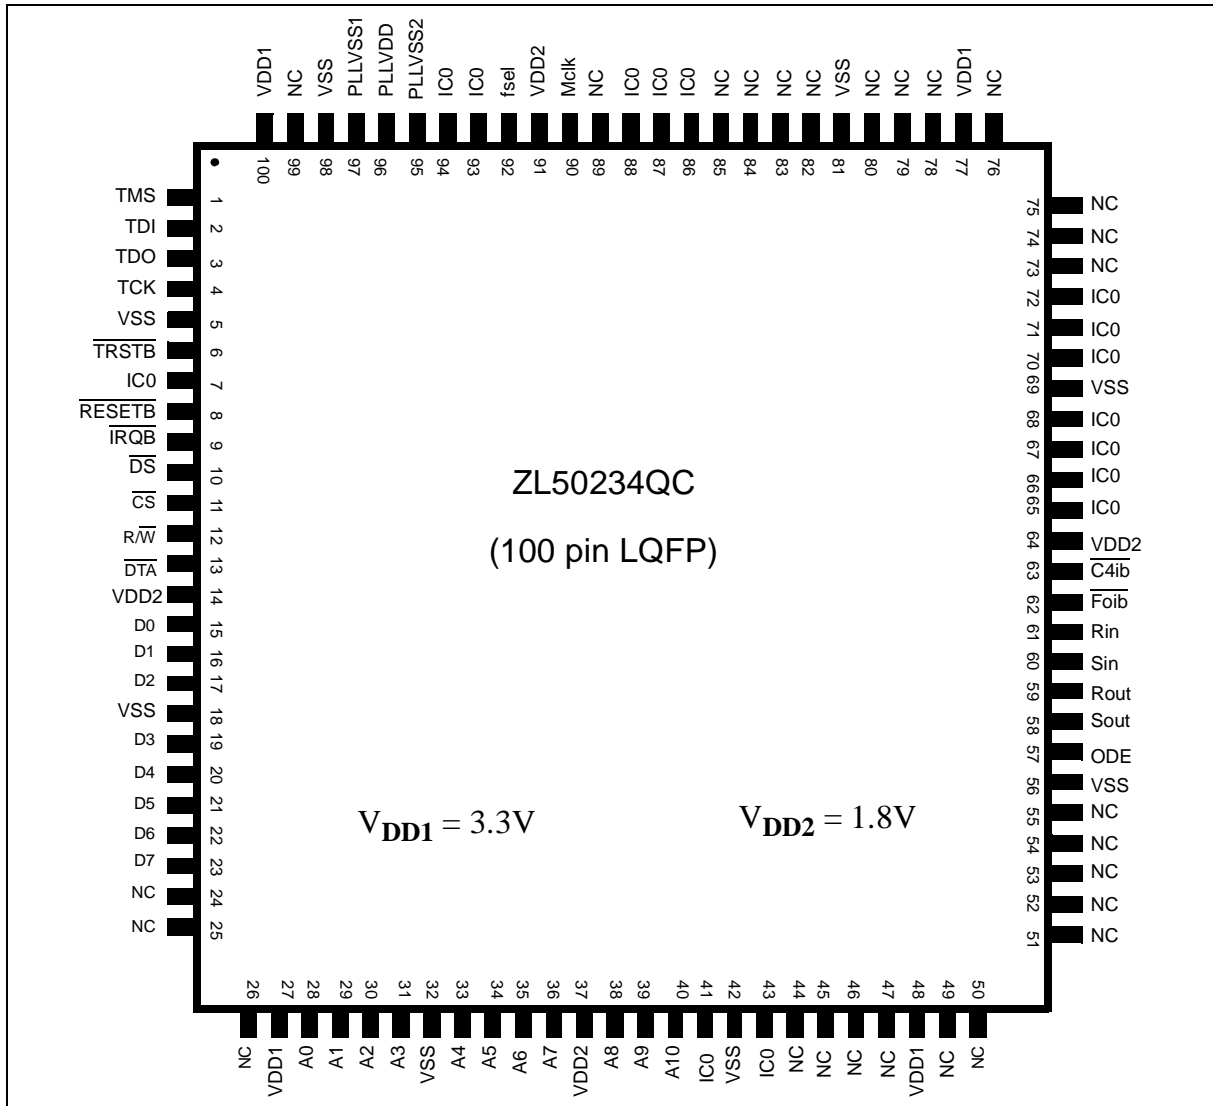 VDD1 NC VSS PLLVSS1 PLLVDD PLLVSS2 IC0 IC0 fsel VDD2 Mclk NC IC0 IC0 IC0 NC NC NC NC VSS NC NC NC VDD1 NC
100 99 98 97 96 95 94 93 92 91 90 89 88 87 86 85 84 83 82 81 80 79 78 77 76
TMS 1
TDI 2
TDO 3
TCK 4
VSS 5
TRSTB 6
IC0 7
RESETB 8
IRQB 9
DS 10
CS 11
R/W 12
DTA 13
VDD2 14
D0 15
D1 16
D2 17
VSS 18
D3 19
D4 20
D5 21
D6 22
D7 23
NC 24
NC 25
75 NC
74 NC
73 NC
72 IC0
71 IC0
70 IC0
69 VSS
68 IC0
67 IC0
66 IC0
65 IC0
64 VDD2
63 C4ib
62 Foib
61 Rin
60 Sin
59 Rout
58 Sout
57 ODE
56 VSS
55 NC
54 NC
53 NC
52 NC
51 NC
ZL50234QC
(100 pin LQFP)
VDD1 = 3.3V
VDD2 = 1.8V
26 27 28 29 30 31 32 33 34 35 36 37 38 39 40 41 42 43 44 45 46 47 48 49 50
NC VDD1 A0 A1 A2 A3 VSS A4 A5 A6 A7 VDD2 A8 A9 A10 IC0 VSS IC0 NC NC NC NC VDD1 NC NC